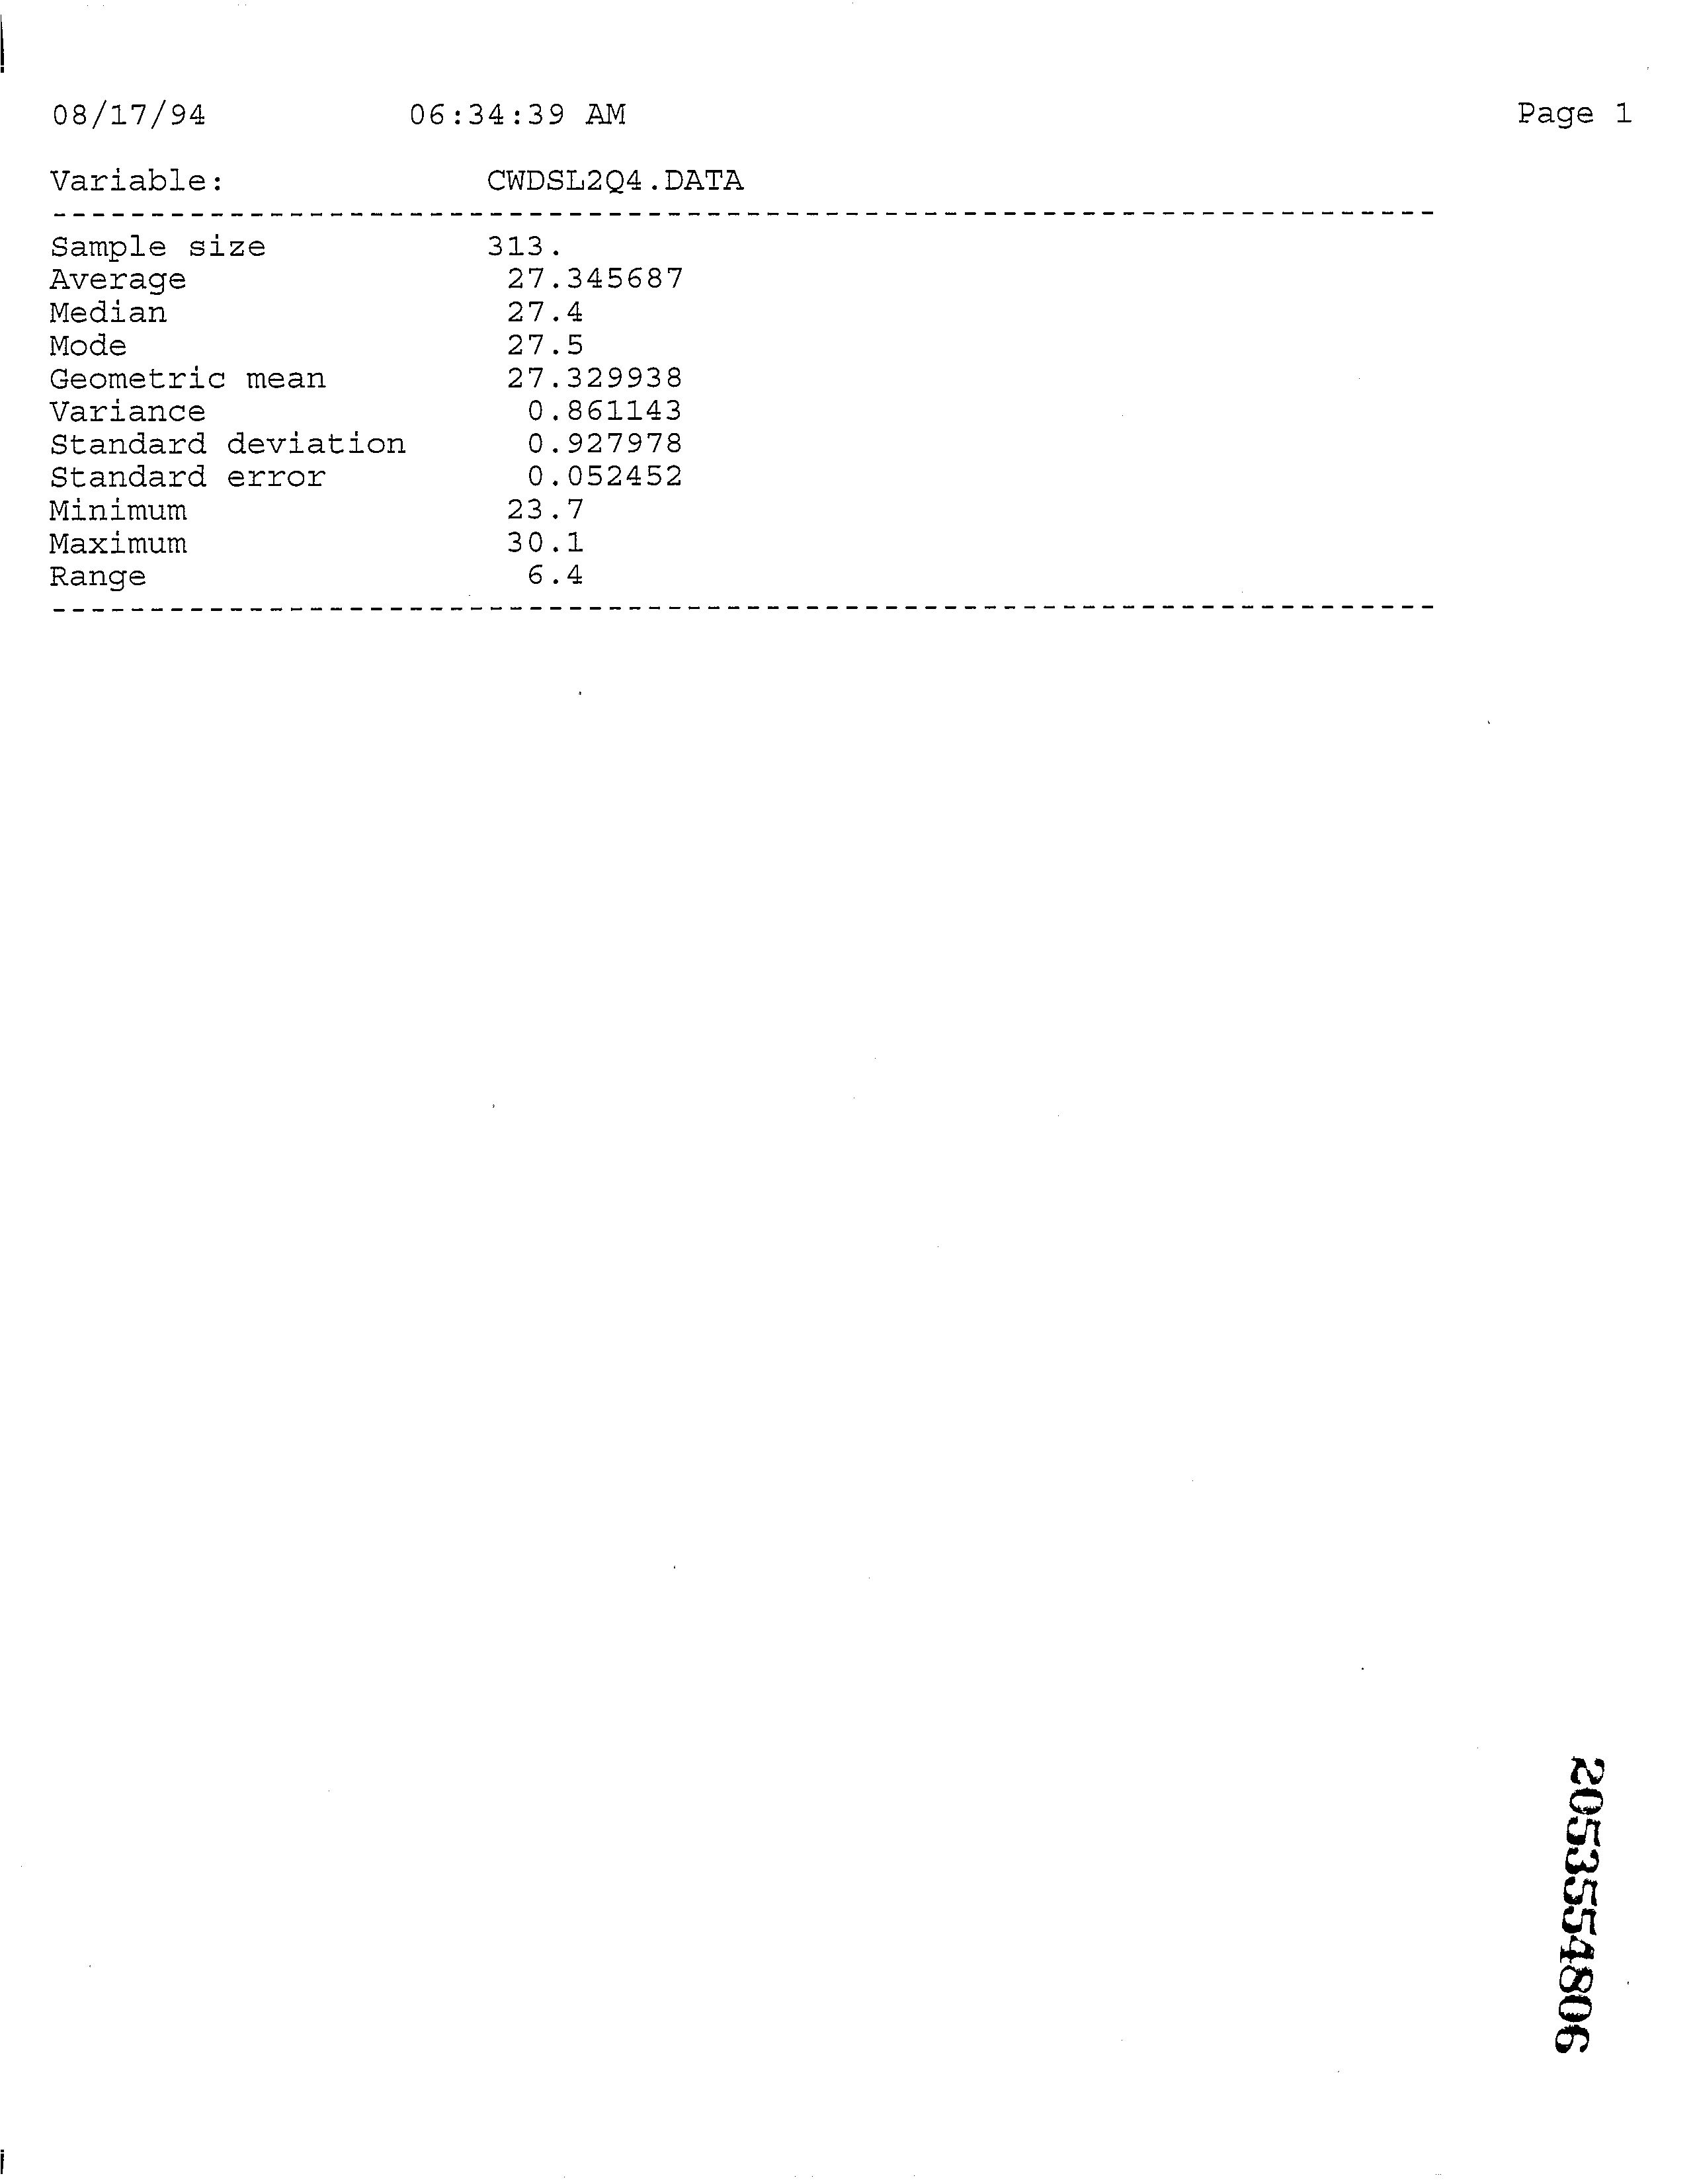 08/17/94 06:34:39 AM Page 1
Variable: CWDSL2Q4.DATA
----------------------------------------------------------------------
Sample size 313.
Average 27.345687
Median 27.4
Mode 27.5
Geometric mean 27.329938
Variance 0.861143
Standard deviation 0.927978
Standard error 0.052452
Minimum 23.7
Maximum 30.1
Range 6.4
----------------------------------------------------------------------
2053554806